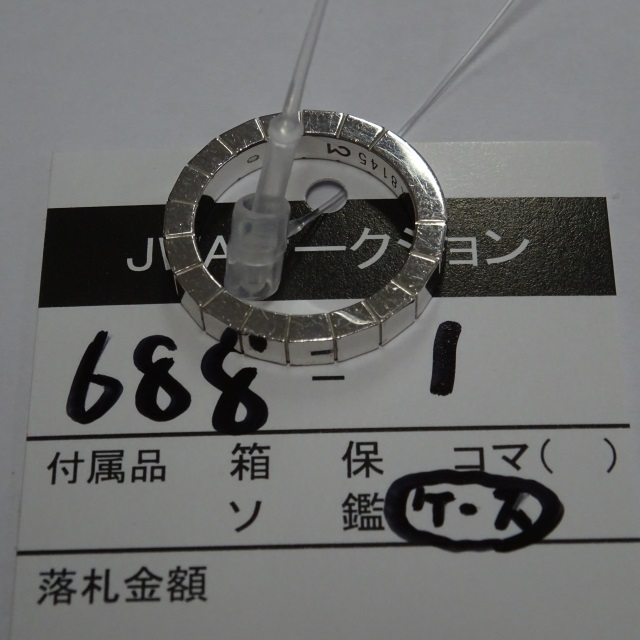 8145
JWAオークション
688 - 1
付属品 箱 保 コマ( )
ソ 鑑 ケ・ス
落札金額